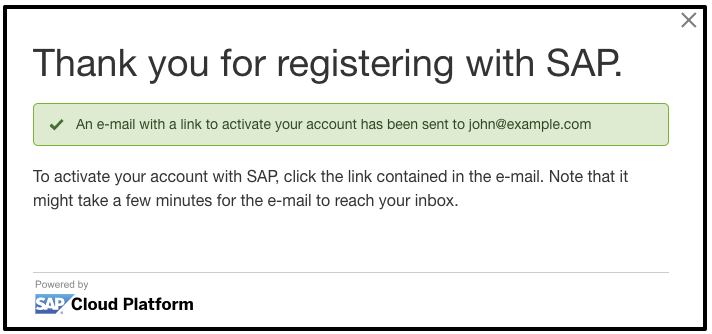 Thank you for registering with SAP.
An e-mail with a link to activate your account has been sent to john@example.com
To activate your account with SAP, click the link contained in the e-mail. Note that it
might take a few minutes for the e-mail to reach your inbox.
Powered by
SAP Cloud Platform